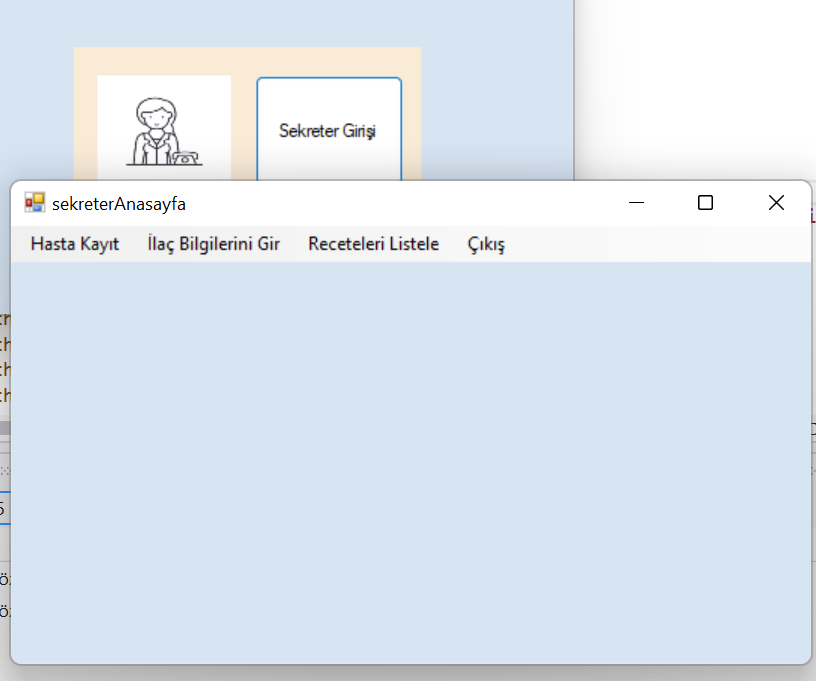 Sekreter Girişi
sekreterAnasayfa
Hasta Kayıt İlaç Bilgilerini Gir Receteleri Listele Çıkış